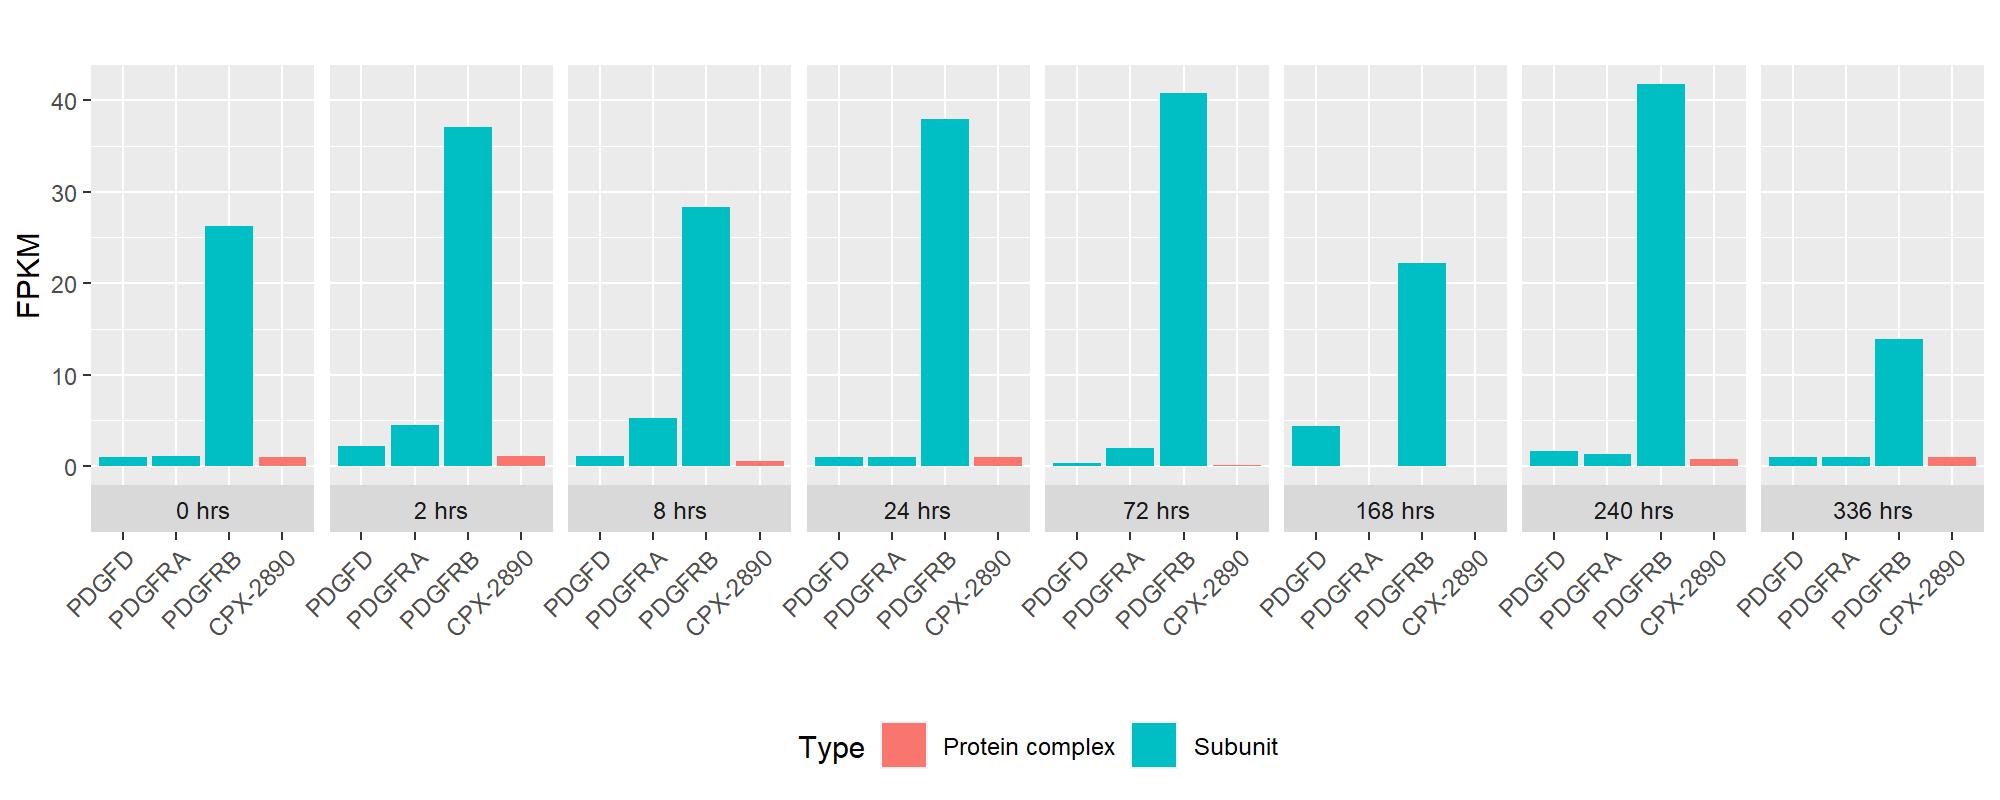 FPKM
40
30
20
10
0
0 hrs 2 hrs 8 hrs 24 hrs 72 hrs 168 hrs 240 hrs 336 hrs
PDGFD PDGFRA PDGFRB CPX-2890 PDGFD PDGFRA PDGFRB CPX-2890 PDGFD PDGFRA PDGFRB CPX-2890 PDGFD PDGFRA PDGFRB CPX-2890 PDGFD PDGFRA PDGFRB CPX-2890 PDGFD PDGFRA PDGFRB CPX-2890 PDGFD PDGFRA PDGFRB CPX-2890 PDGFD PDGFRA PDGFRB CPX-2890
Type Protein complex Subunit